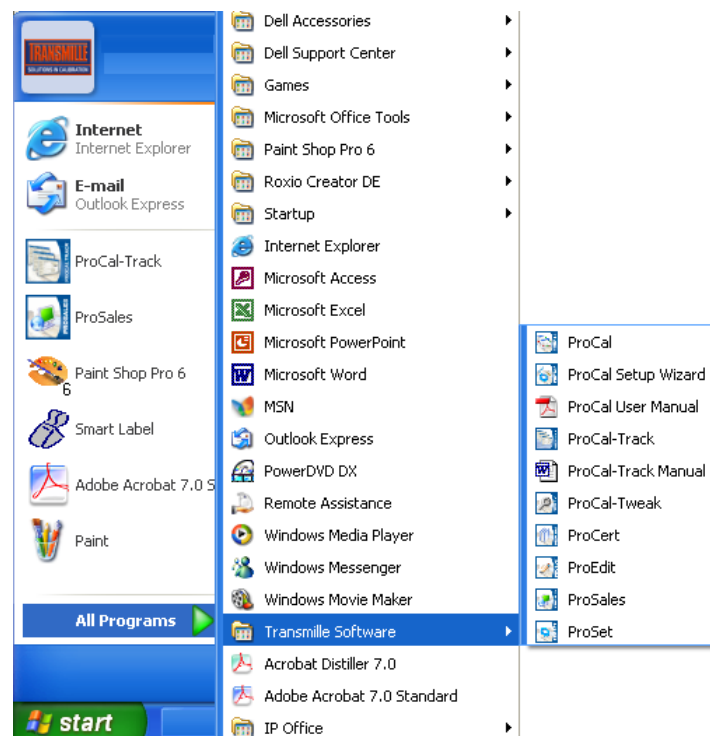 TRANSMILLE
SOLUTIONS IN CALIBRATION
Internet
Internet Explorer
E-mail
Outlook Express
ProCal-Track
ProSales
Paint Shop Pro 6
6
Smart Label
Adobe Acrobat 7.0 S
Paint
All Programs
start
Dell Accessories
Dell Support Center
Games
Microsoft Office Tools
Paint Shop Pro 6
Roxio Creator DE
Startup
Internet Explorer
Microsoft Access
Microsoft Excel
Microsoft PowerPoint
Microsoft Word
MSN
Outlook Express
PowerDVD DX
Remote Assistance
Windows Media Player
Windows Messenger
Windows Movie Maker
Transmille Software
Acrobat Distiller 7.0
Adobe Acrobat 7.0 Standard
IP Office
ProCal
ProCal Setup Wizard
ProCal User Manual
ProCal-Track
ProCal-Track Manual
ProCal-Tweak
ProCert
ProEdit
ProSales
ProSet